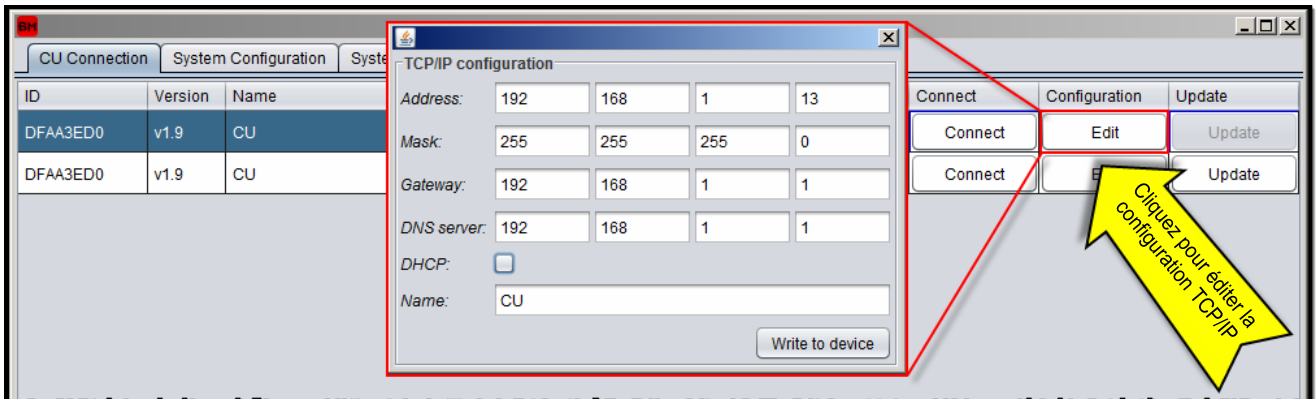 BM
CU Connection System Configuration Syste
ID Version Name Connect Configuration Update
DFAA3ED0 v1.9 CU Connect Edit Update
DFAA3ED0 v1.9 CU Connect Update
TCP/IP configuration
Address: 192 168 1 13
Mask: 255 255 255 0
Gateway: 192 168 1 1
DNS server: 192 168 1 1
DHCP:
Name: CU
Write to device
Cliquez pour éditer la
configuration TCP/IP